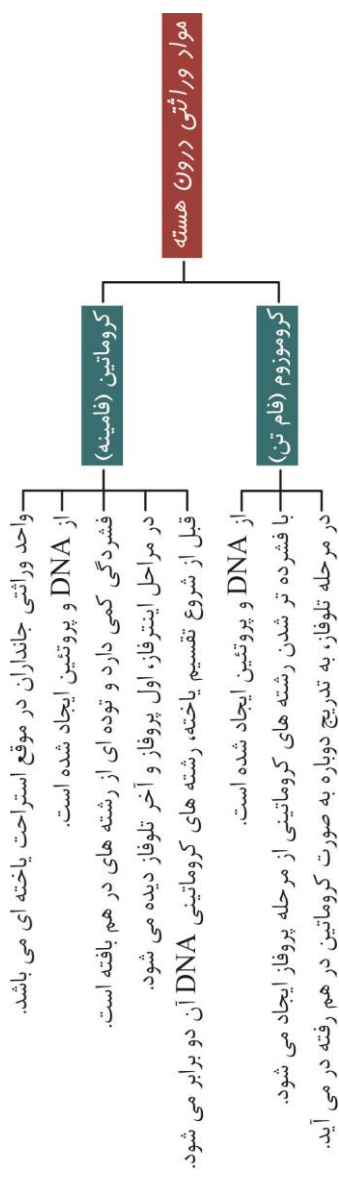 مواد وراثتی درون هسته
کروماتین (فامینه)
واحد وراثتی جانداران در موقع استراحت یاخته ای می باشد.
از DNA و پروتئین ایجاد شده است.
فشردگی کمی دارد و توده ای از رشته های در هم بافته است.
در مراحل اینترفاز، اول پروفاز و آخر تلوفاز دیده می شود.
قبل از شروع تقسیم یاخته، رشته های کروماتینی DNA آن دو برابر می شود.
کروموزوم (فام تن)
از DNA و پروتئین ایجاد شده است.
با فشرده تر شدن رشته های کروماتینی از مرحله پروفاز ایجاد می شود.
در مرحله تلوفاز، به تدریج دوباره به صورت کروماتین در هم رفته در می آید.